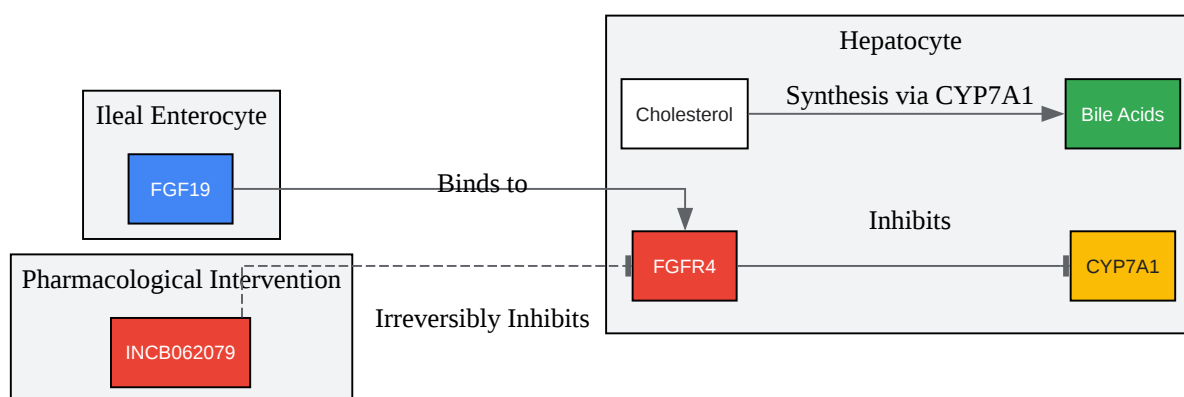 Hepatocyte
Cholesterol
Synthesis via CYP7A1
Bile Acids
Ileal Enterocyte
FGF19
Binds to
FGFR4
Inhibits
CYP7A1
Pharmacological Intervention
INCB062079
Irreversibly Inhibits